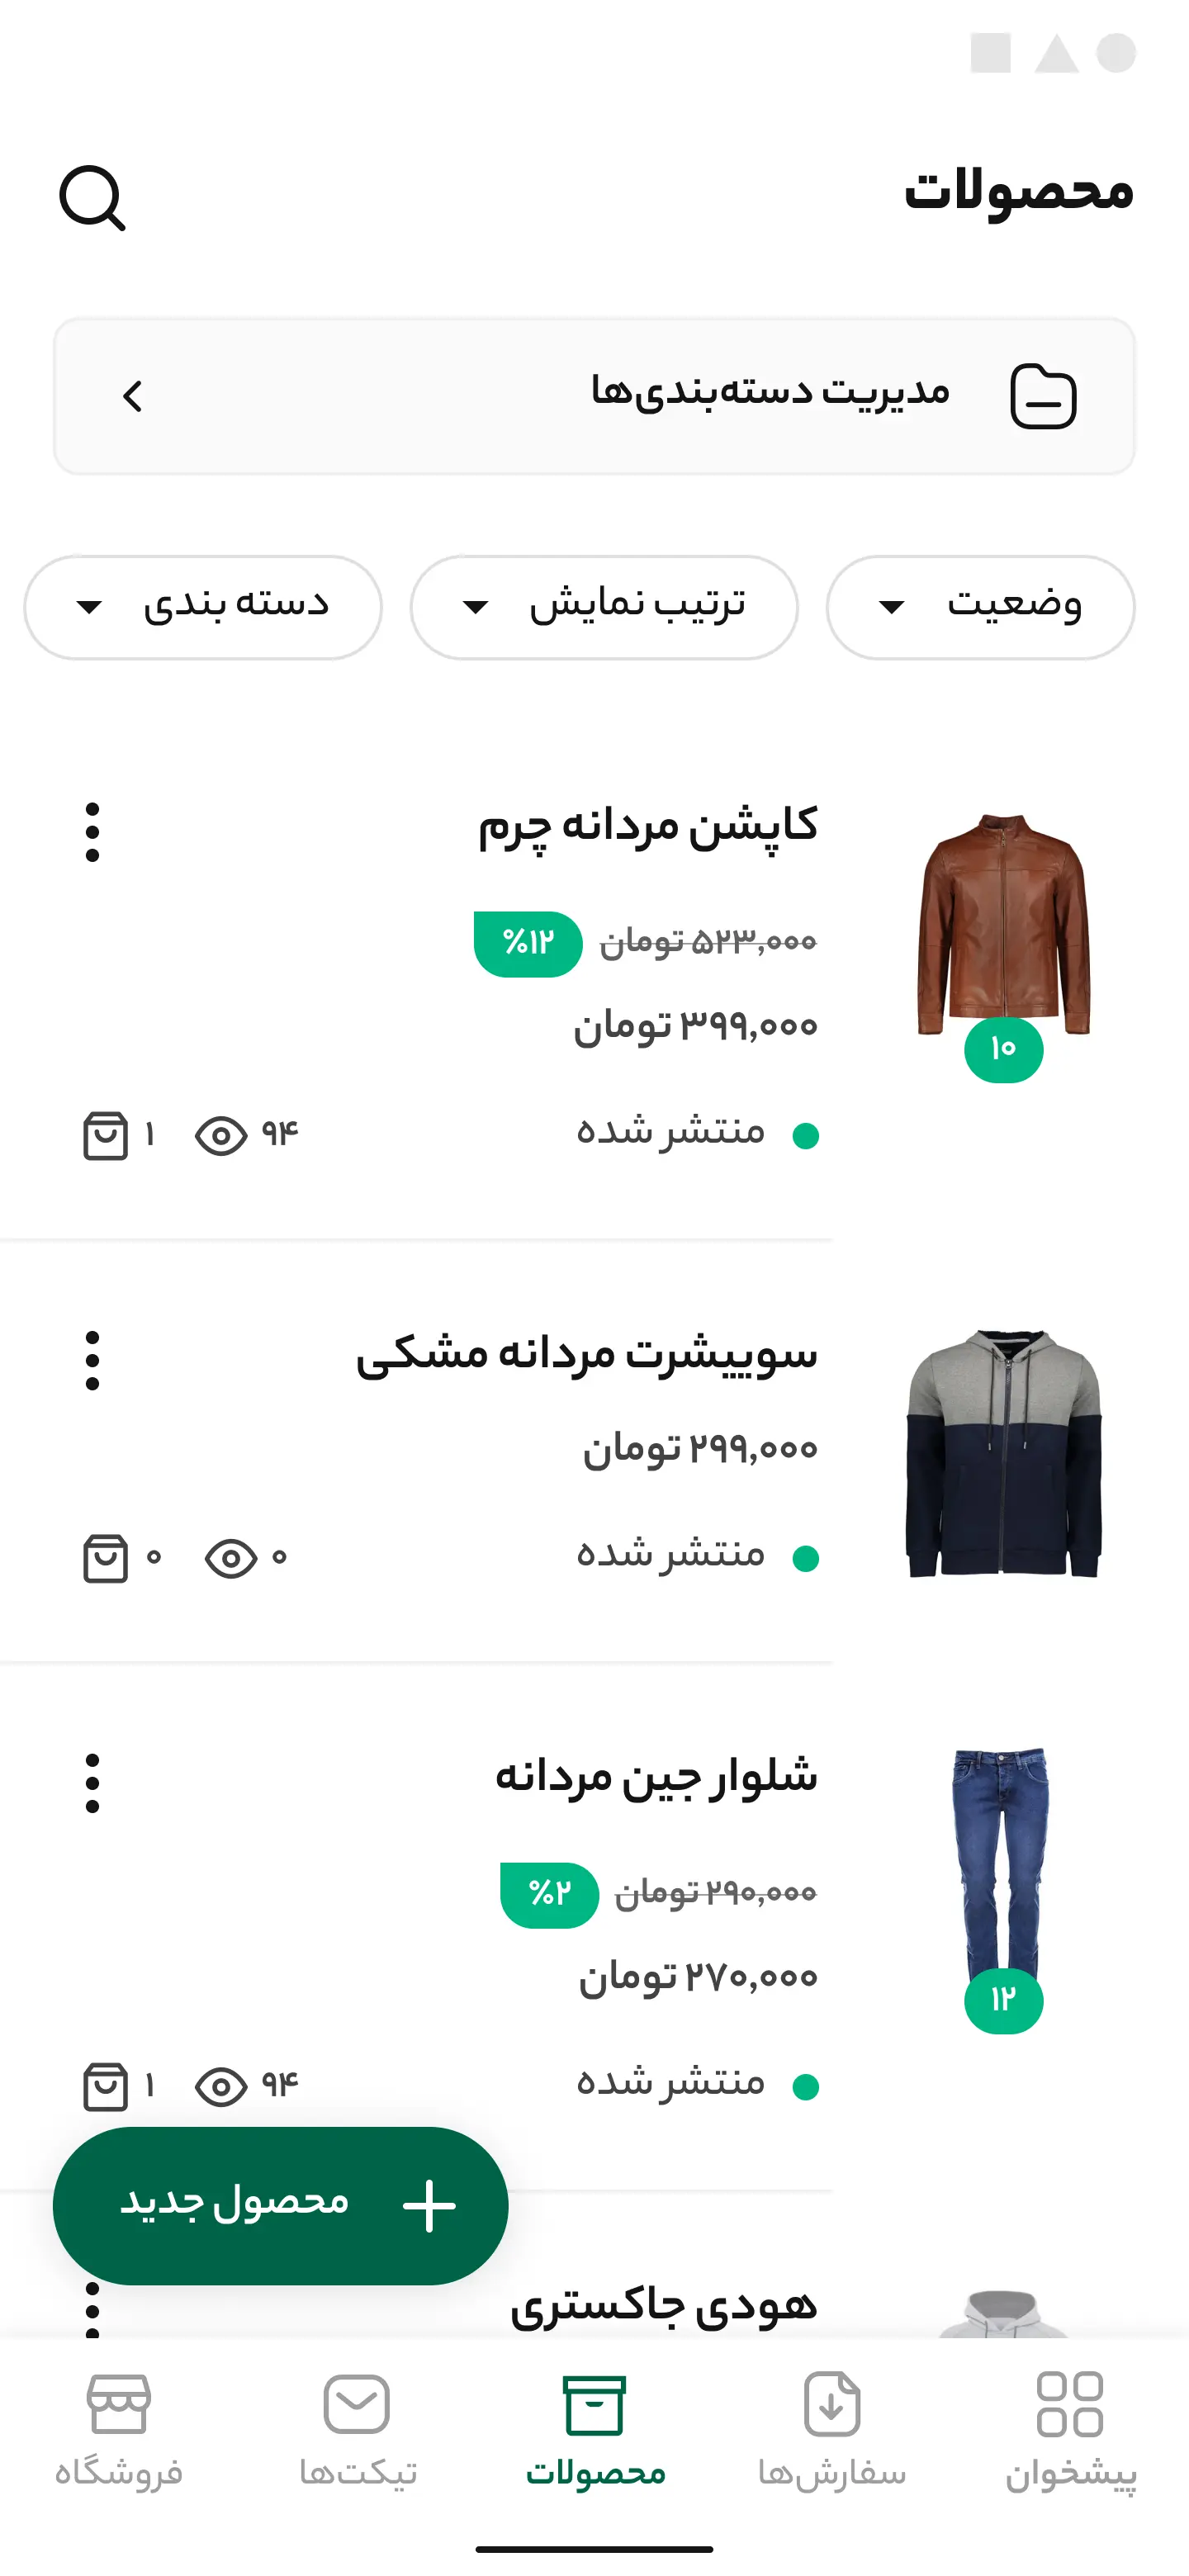 محصولات
مدیریت دسته‌بندی‌ها
وضعیت
ترتیب نمایش
دسته بندی
کاپشن مردانه چرم
۵۲۳,۰۰۰ تومان
%۱۲
۳۹۹,۰۰۰ تومان
۱۰
منتشر شده
۹۴
۱
سوییشرت مردانه مشکی
۲۹۹,۰۰۰ تومان
منتشر شده
۰
۰
شلوار جین مردانه
۲۹۰,۰۰۰ تومان
%۲
۲۷۰,۰۰۰ تومان
۱۲
منتشر شده
۹۴
۱
محصول جدید
هودی جاکستری
پیشخوان
سفارش‌ها
محصولات
تیکت‌ها
فروشگاه